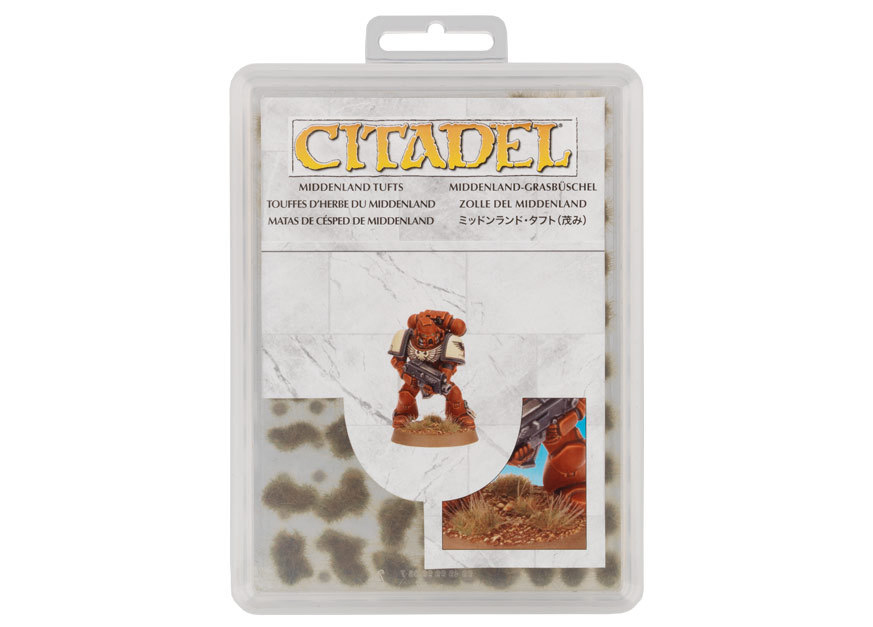 CITADEL
MIDDENLAND TUFTS
MIDDENLAND-GRASBÜSCHEL
TOUFFES D'HERBE DU MIDDENLAND
ZOLLE DEL MIDDENLAND
MATAS DE CÉSPED DE MIDDENLAND
ミッドンランド・タフト(茂み)